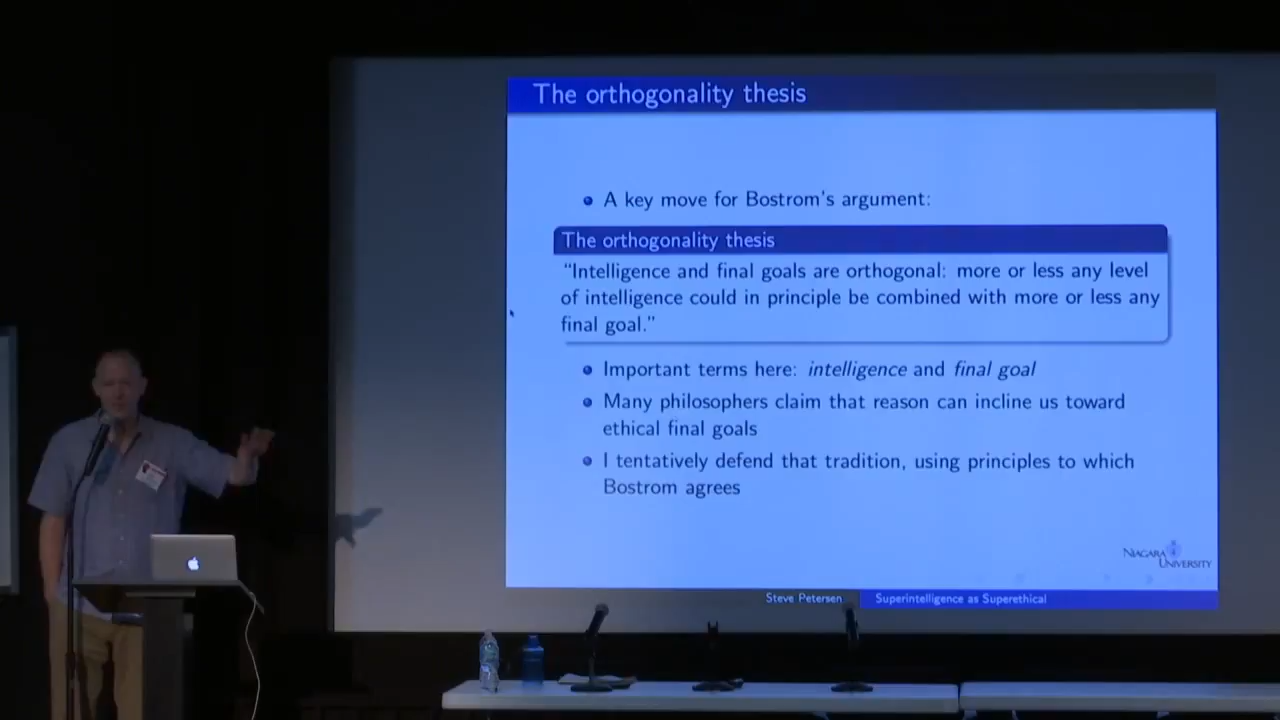 The orthogonality thesis
A key move for Bostrom's argument:
The orthogonality thesis
“Intelligence and final goals are orthogonal: more or less any level
of intelligence could in principle be combined with more or less any
final goal.”
Important terms here: intelligence and final goal
Many philosophers claim that reason can incline us toward
ethical final goals
I tentatively defend that tradition, using principles to which
Bostrom agrees
NIAGARA
UNIVERSITY
Steve Petersen
Superintelligence as Superethical